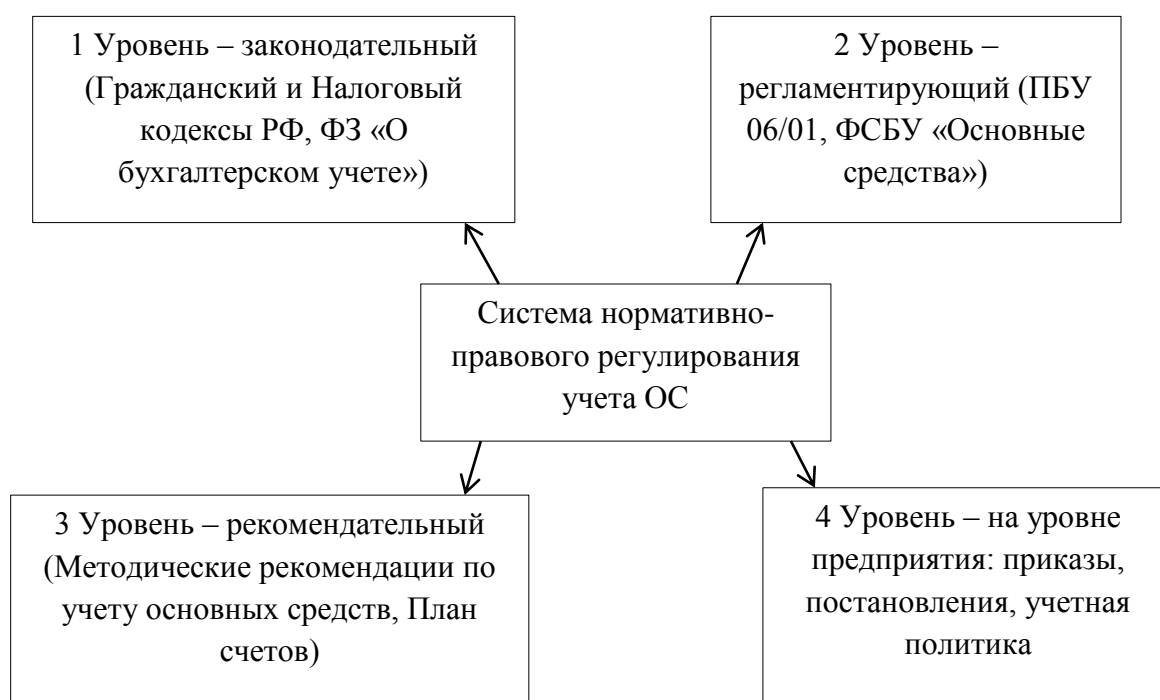 1 Уровень – законодательный
(Гражданский и Налоговый
кодексы РФ, ФЗ «О
бухгалтерском учете»)
2 Уровень –
регламентирующий (ПБУ
06/01, ФСБУ «Основные
средства»)
Система нормативно-
правового регулирования
учета ОС
3 Уровень – рекомендательный
(Методические рекомендации по
учету основных средств, План
счетов)
4 Уровень – на уровне
предприятия: приказы,
постановления, учетная
политика